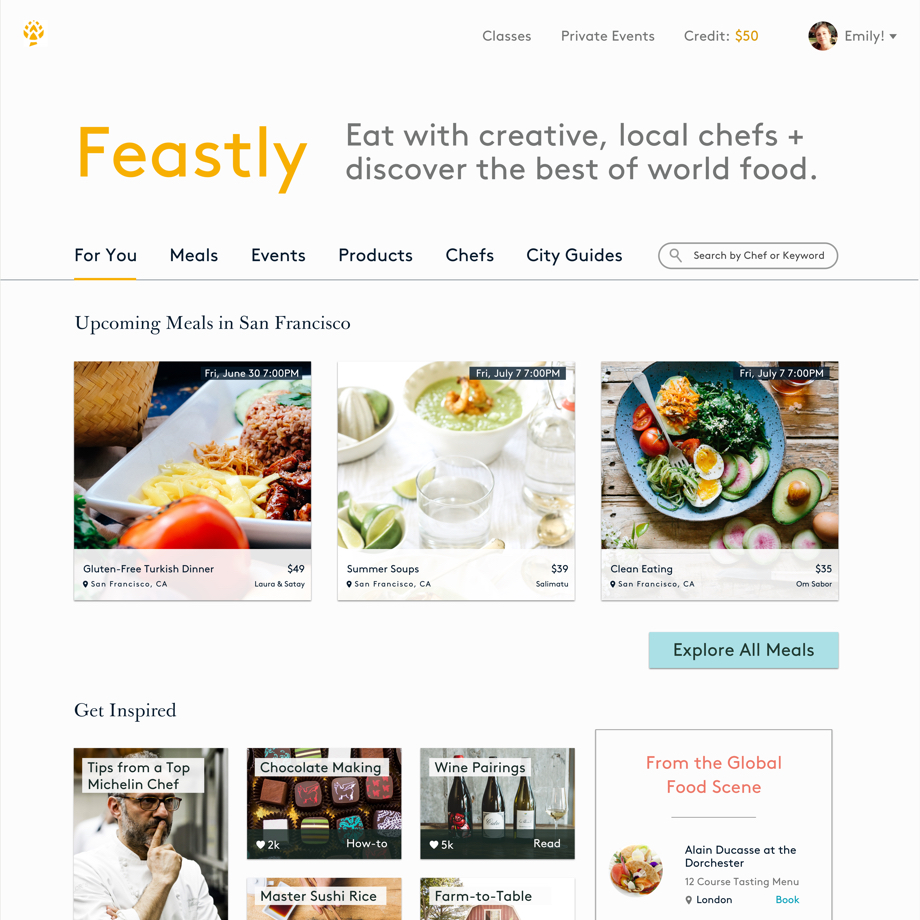 Classes Private Events Credit: $50 Emily!
Feastly
Eat with creative, local chefs +
discover the best of world food.
For You Meals Events Products Chefs City Guides Search by Chef or Keyword
Upcoming Meals in San Francisco
Fri, June 30 7:00PM
Gluten-Free Turkish Dinner $49
San Francisco, CA Laura & Satay
Fri, July 7 7:00PM
Summer Soups $39
San Francisco, CA Salimatu
Fri, July 7 7:00PM
Clean Eating $35
San Francisco, CA Om Sabor
Explore All Meals
Get Inspired
Tips from a Top
Michelin Chef
Chocolate Making
2k How-to
Wine Pairings
5k Read
Master Sushi Rice
Farm-to-Table
From the Global
Food Scene
Alain Ducasse at the
Dorchester
12 Course Tasting Menu
London Book